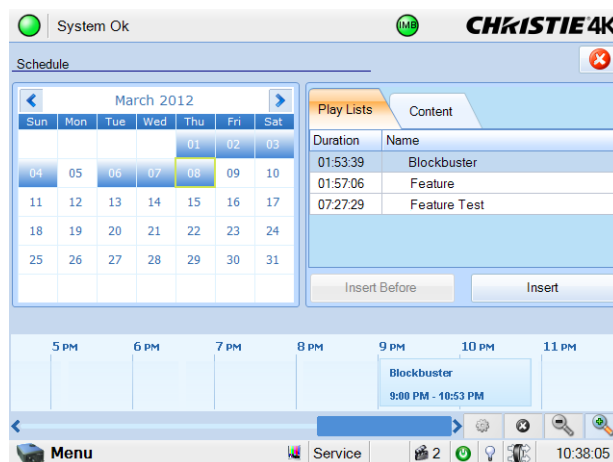 System Ok
IMB
CHRISTIE 4K
Schedule
March 2012
Sun Mon Tue Wed Thu Fri Sat
01 02 03
04 05 06 07 08 09 10
11 12 13 14 15 16 17
18 19 20 21 22 23 24
25 26 27 28 29 30 31
Play Lists Content
Duration Name
01:53:39 Blockbuster
01:57:06 Feature
07:27:29 Feature Test
Insert Before Insert
5 PM 6 PM 7 PM 8 PM 9 PM 10 PM 11 PM
Blockbuster
9:00 PM - 10:53 PM
Menu Service 2 10:38:05